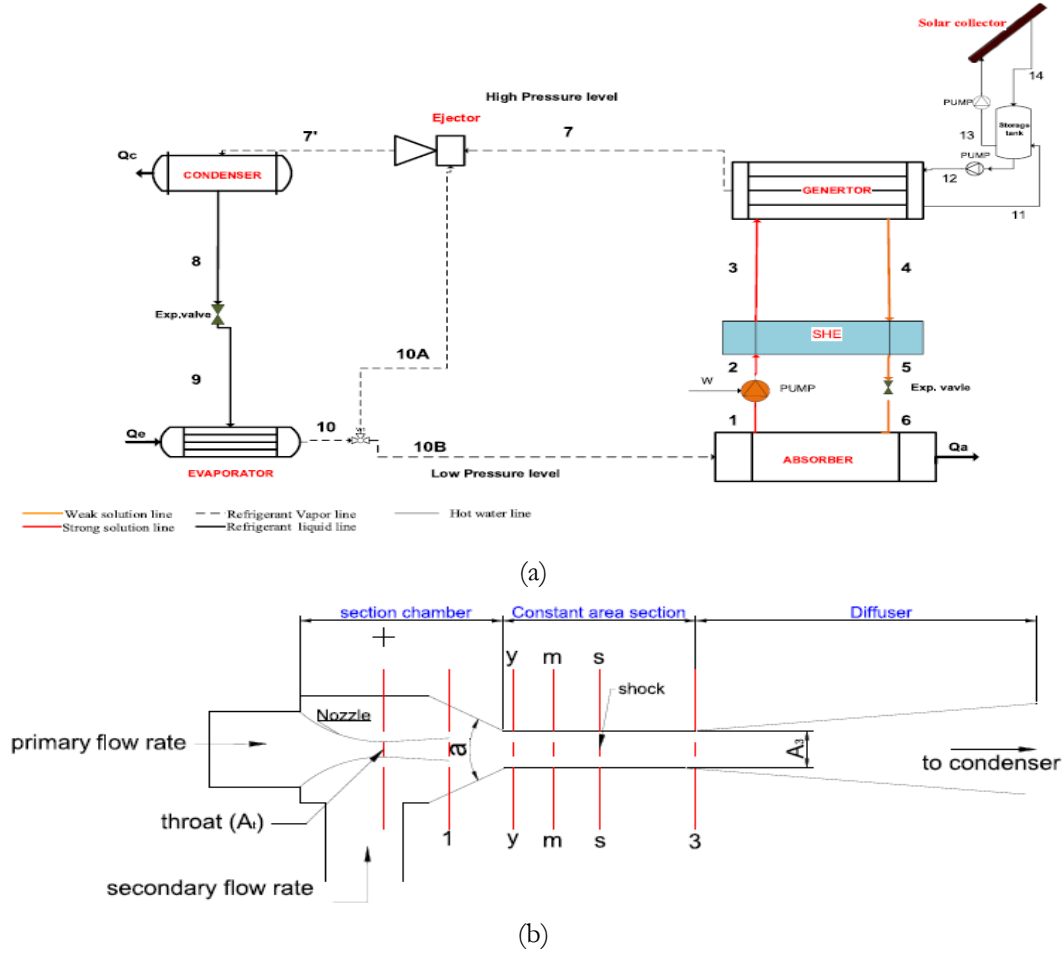 Solar collector
14
High Pressure level
PUMP
Ejector
7'
7
13
Storage
tank
Qc
PUMP
CONDENSER
12
GENERTOR
11
8
3
4
Exp,valve
SHE
10A
9
2
5
W
PUMP
Exp. vavle
10
1
6
Qe
10B
Qa
ABSORBER
EVAPORATOR
Low Pressure level
Weak solution line
Refrigerant Vapor line
Hot water line
Strong solution line
Refrigerant liquid line
(a)
section chamber
Constant area section
Diffuser
y
m
s
shock
Nozzle
primary flow rate
a
A3
to condenser
throat (At)
1
y
m
s
3
secondary flow rate
(b)